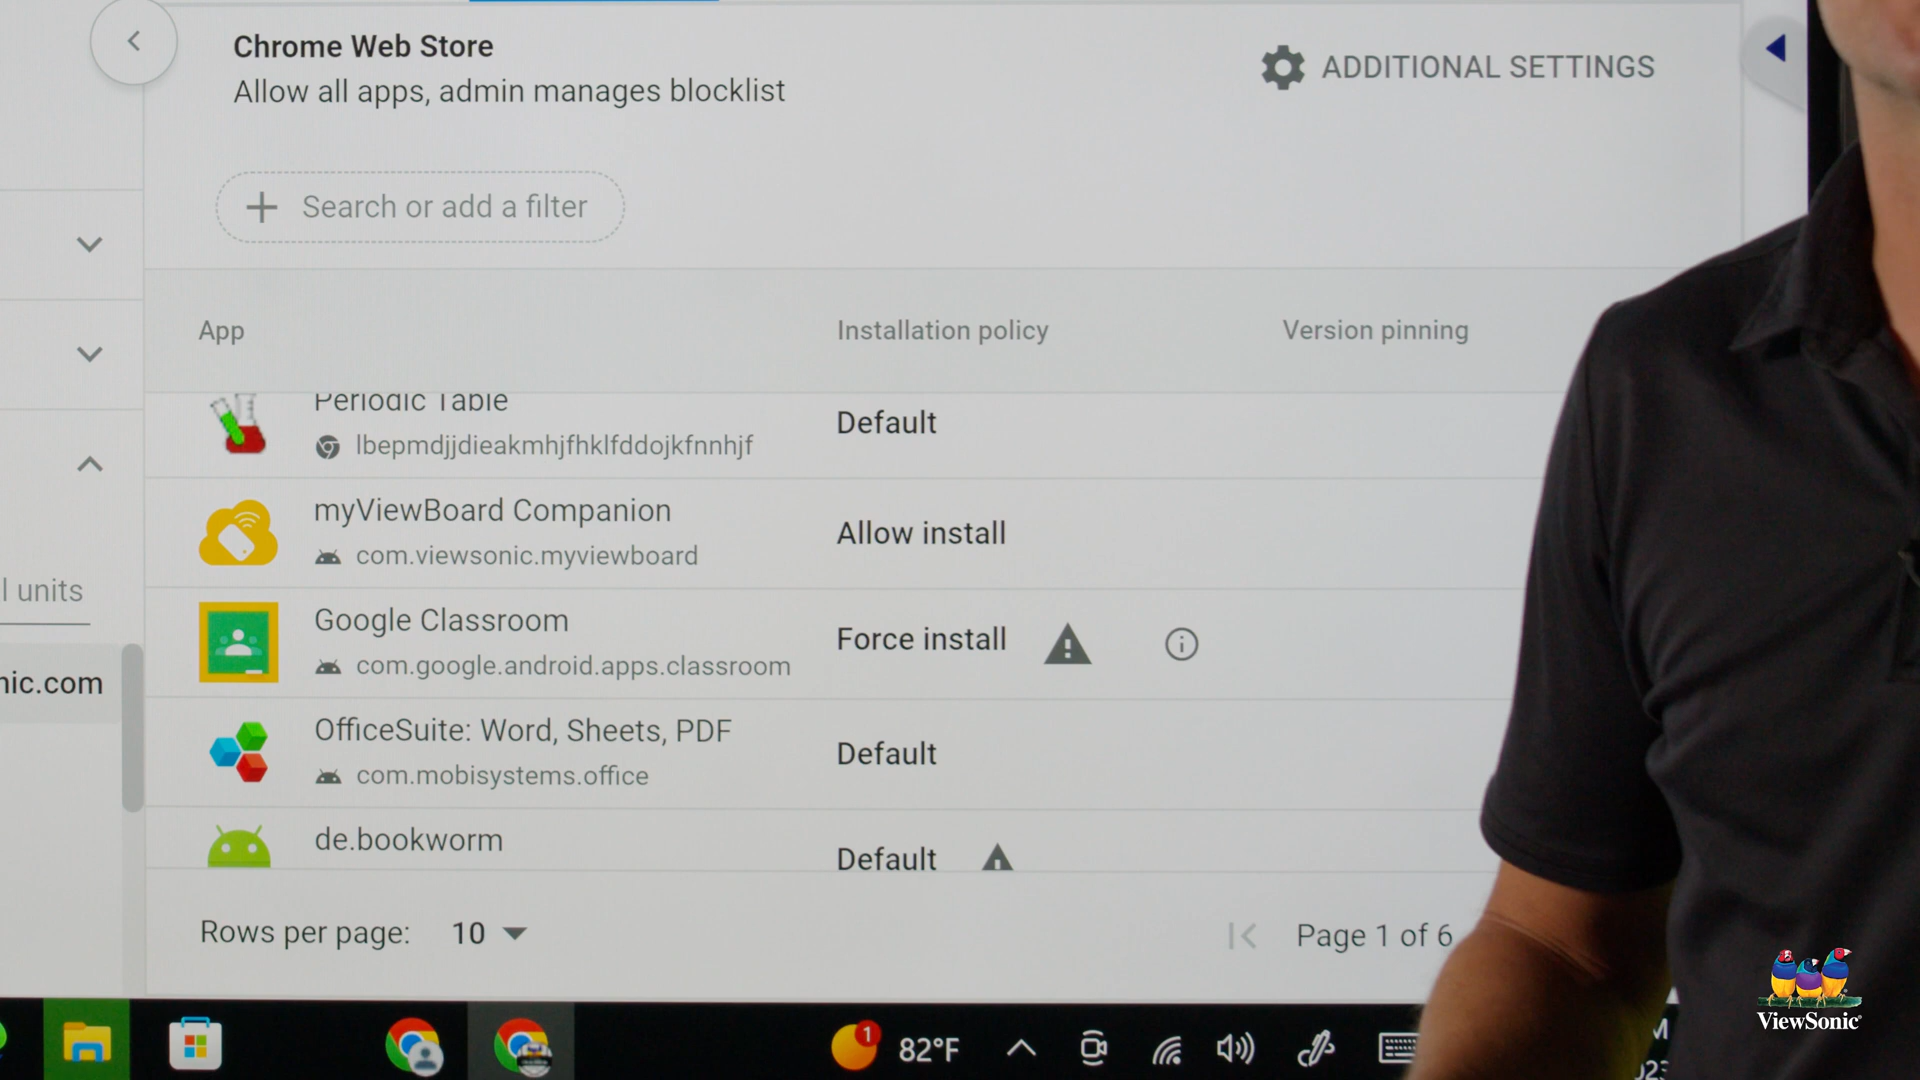 Chrome Web Store
Allow all apps, admin manages blocklist
ADDITIONAL SETTINGS
Search or add a filter
App
Installation policy
Version pinning
Periodic Table
Default
lbepmdjjdieakmhjfhklfddojkfnnhjf
myViewBoard Companion
Allow install
com.viewsonic.myviewboard
l units
Google Classroom
Force install
com.google.android.apps.classroom
nic.com
OfficeSuite: Word, Sheets, PDF
Default
com.mobisystems.office
de.bookworm
Default
Rows per page: 10
Page 1 of 6
1
82°F
ViewSonic